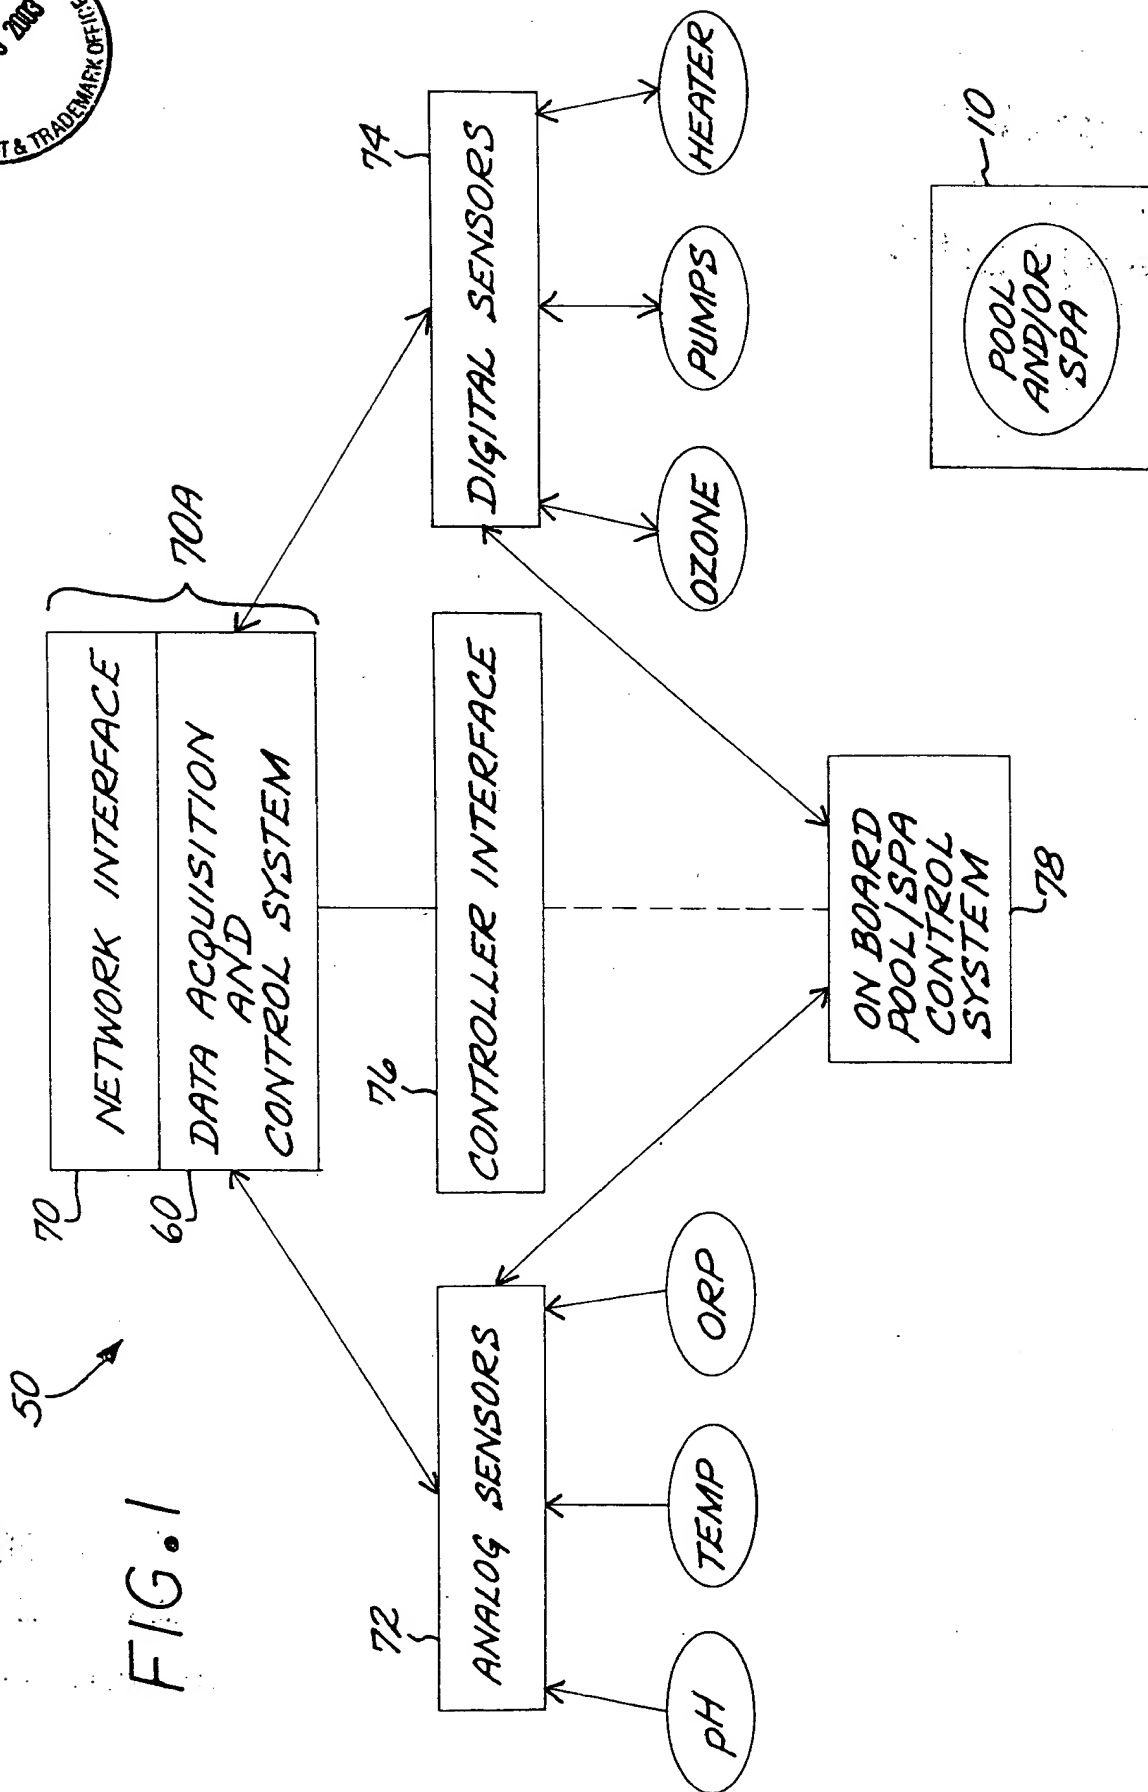 2003
T & TRADEMARK OFFICE
FIG. 1
50
70
60
NETWORK INTERFACE
DATA ACQUISITION
AND
CONTROL SYSTEM
70A
72
ANALOG SENSORS
76
CONTROLLER INTERFACE
74
DIGITAL SENSORS
pH
TEMP
ORP
OZONE
PUMPS
HEATER
ON BOARD
POOL/SPA
CONTROL
SYSTEM
78
10
POOL
AND/OR
SPA